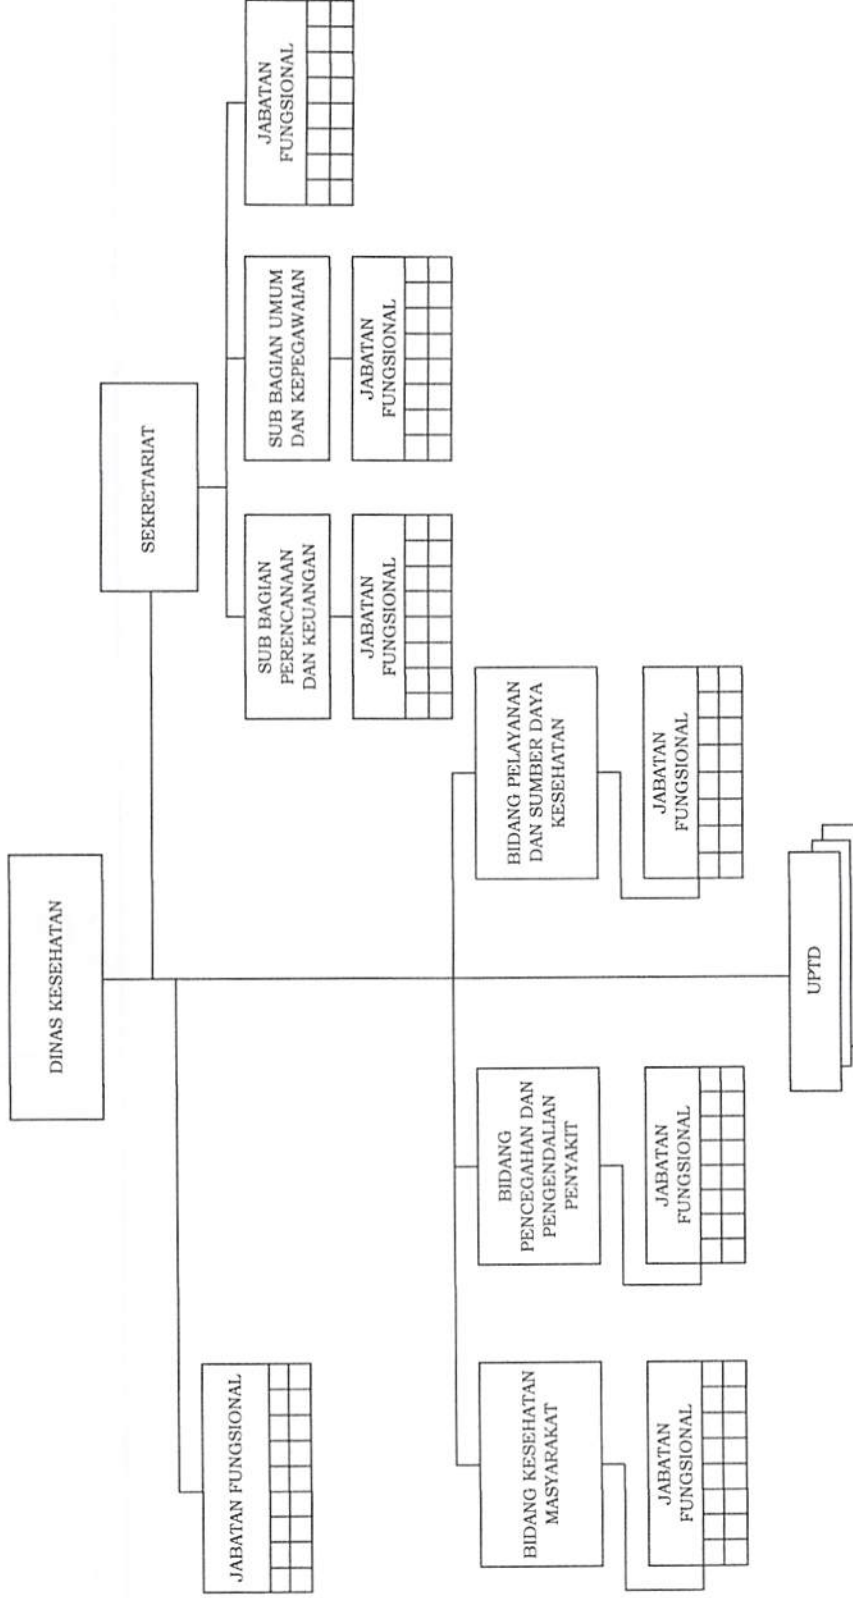 DINAS KESEHATAN
SEKRETARIAT
JABATAN FUNGSIONAL
SUB BAGIAN
PERENCANAAN
DAN KEUANGAN
SUB BAGIAN UMUM
DAN KEPEGAWAIAN
JABATAN
FUNGSIONAL
JABATAN
FUNGSIONAL
JABATAN
FUNGSIONAL
BIDANG KESEHATAN
MASYARAKAT
BIDANG
PENCEGAHAN DAN
PENGENDALIAN
PENYAKIT
BIDANG PELAYANAN
DAN SUMBER DAYA
KESEHATAN
JABATAN
FUNGSIONAL
JABATAN
FUNGSIONAL
JABATAN
FUNGSIONAL
UPTD